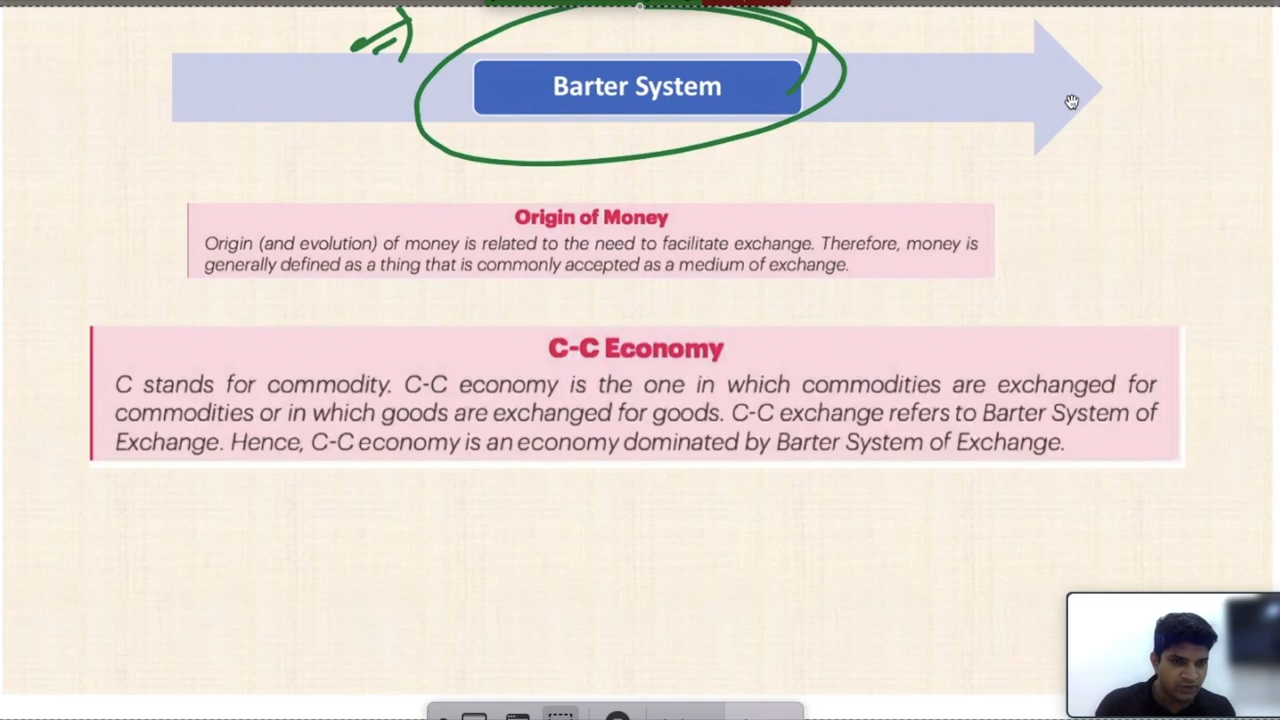 Barter System
Origin of Money
Origin (and evolution) of money is related to the need to facilitate exchange. Therefore, money is
generally defined as a thing that is commonly accepted as a medium of exchange.
C-C Economy
C stands for commodity. C-C economy is the one in which commodities are exchanged for
commodities or in which goods are exchanged for goods. C-C exchange refers to Barter System of
Exchange. Hence, C-C economy is an economy dominated by Barter System of Exchange.